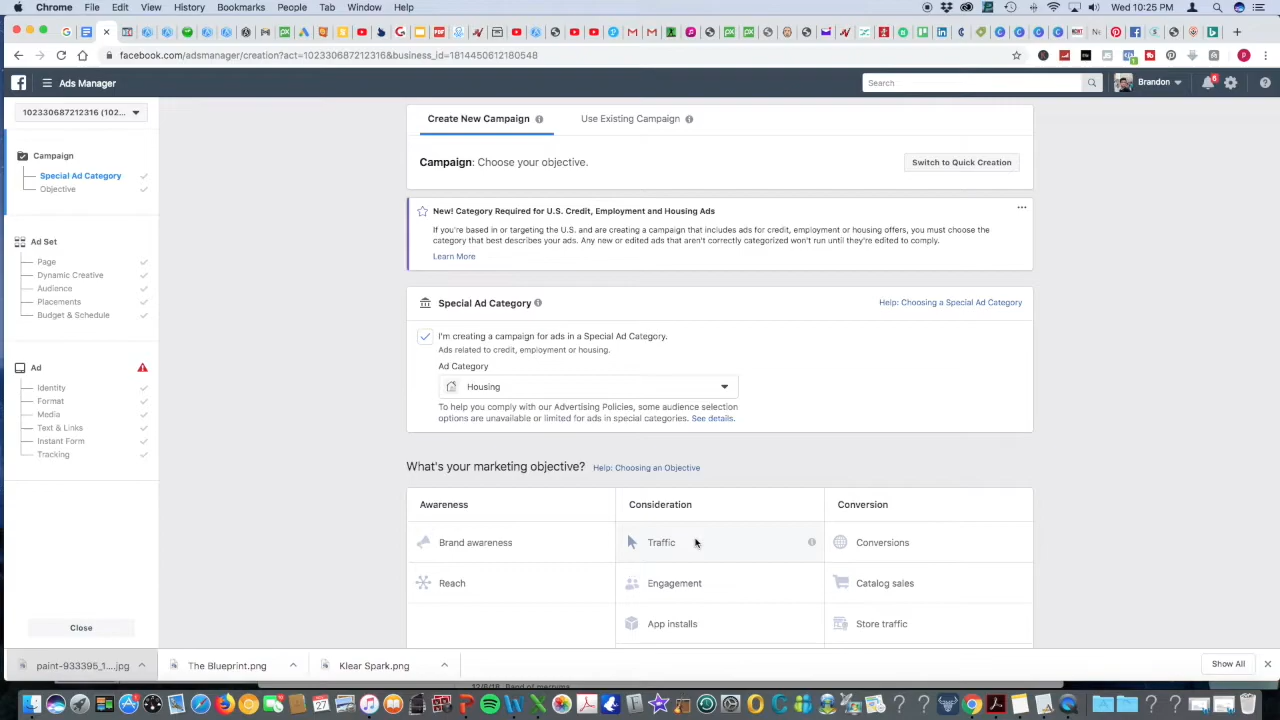 Chrome File Edit View History Bookmarks People Tab Window Help
Wed 10:25 PM
facebook.com/adsmanager/creation?act=102330687212316&business_id=1814450612180548
Ads Manager
Search
Brandon
6
102330687212316 (102...
Campaign
Special Ad Category
Objective
Ad Set
Page
Dynamic Creative
Audience
Placements
Budget & Schedule
Ad
Identity
Format
Media
Text & Links
Instant Form
Tracking
Close
Create New Campaign
Use Existing Campaign
Campaign: Choose your objective.
Switch to Quick Creation
New! Category Required for U.S. Credit, Employment and Housing Ads
If you're based in or targeting the U.S. and are creating a campaign that includes ads for credit, employment or housing offers, you must choose the
category that best describes your ads. Any new or edited ads that aren't correctly categorized won't run until they're edited to comply.
Learn More
Special Ad Category
Help: Choosing a Special Ad Category
I'm creating a campaign for ads in a Special Ad Category.
Ads related to credit, employment or housing.
Ad Category
Housing
To help you comply with our Advertising Policies, some audience selection
options are unavailable or limited for ads in special categories. See details.
What's your marketing objective? Help: Choosing an Objective
Awareness
Consideration
Conversion
Brand awareness
Traffic
Conversions
Reach
Engagement
Catalog sales
App installs
Store traffic
paint-933395_1....jpg
The Blueprint.png
Klear Spark.png
Show All